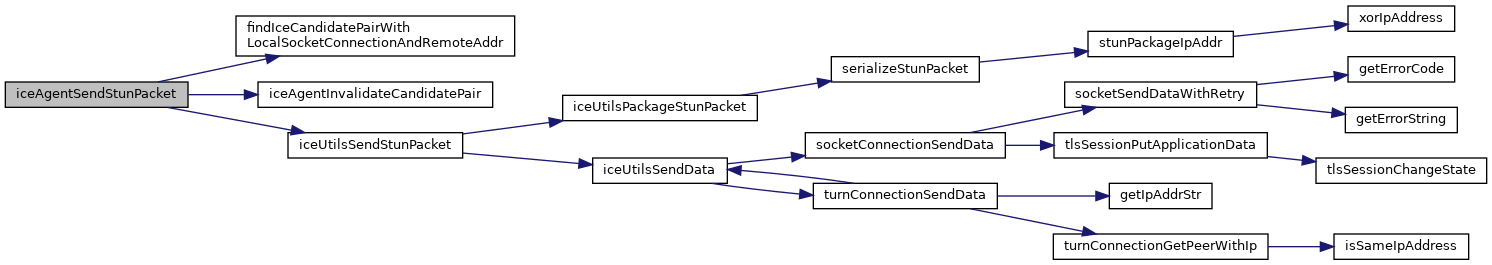 iceAgentSendStunPacket
findIceCandidatePairWith
LocalSocketConnectionAndRemoteAddr
iceAgentInvalidateCandidatePair
iceUtilsSendStunPacket
iceUtilsPackageStunPacket
iceUtilsSendData
serializeStunPacket
socketConnectionSendData
turnConnectionSendData
stunPackageIpAddr
socketSendDataWithRetry
tlsSessionPutApplicationData
getIpAddrStr
turnConnectionGetPeerWithIp
xorIpAddress
getErrorCode
getErrorString
tlsSessionChangeState
isSameIpAddress